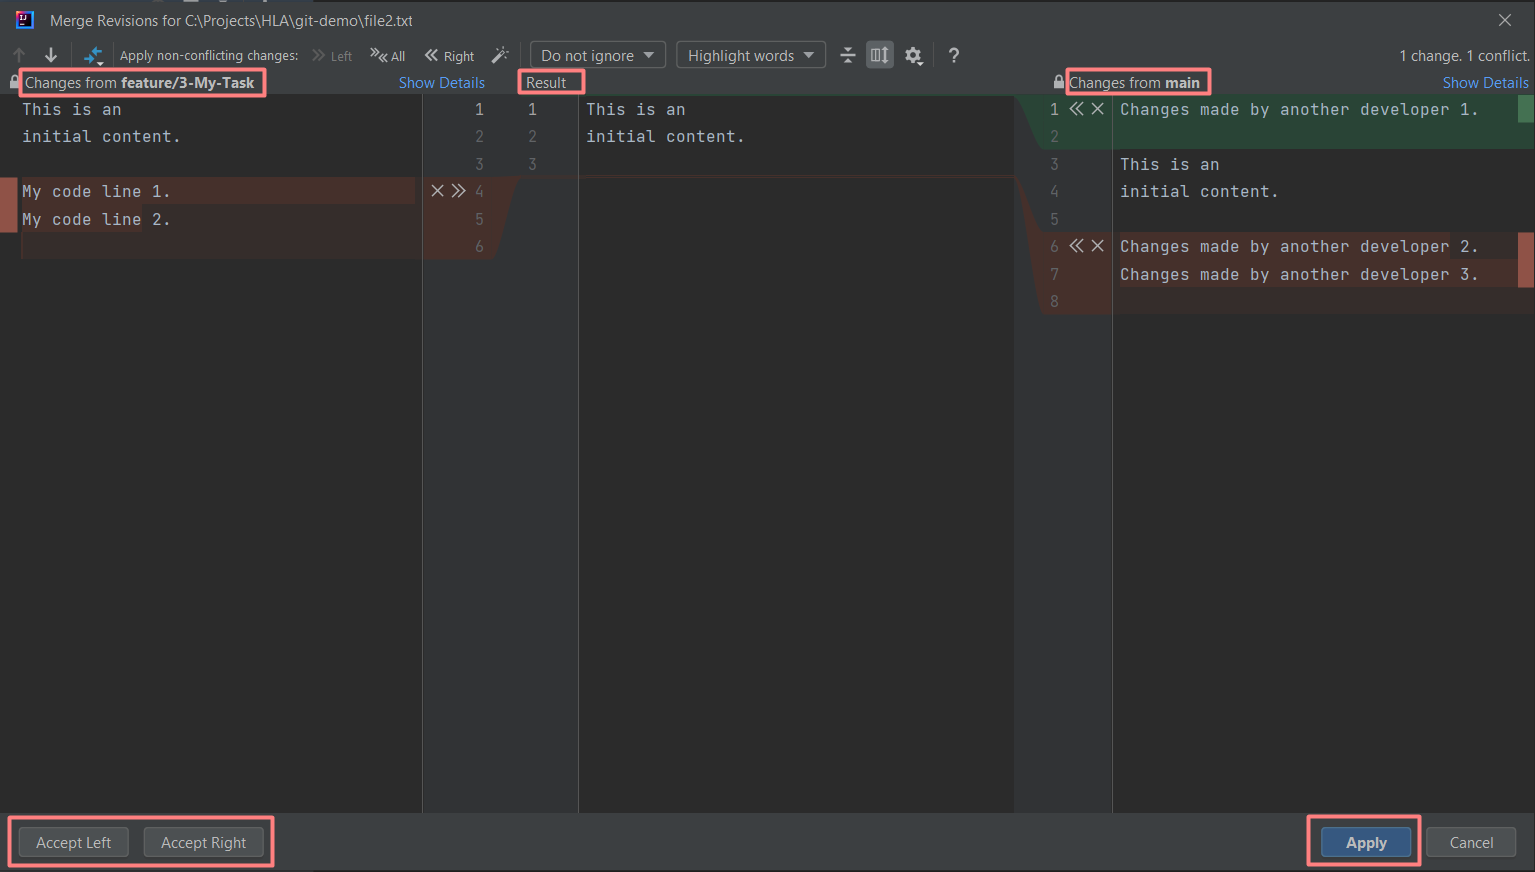 Merge Revisions for C:\Projects\HLA\git-demo\file2.txt
Apply non-conflicting changes: Left All Right Do not ignore Highlight words ? 1 change. 1 conflict.
Changes from feature/3-My-Task Show Details Result Changes from main Show Details
This is an 1 1 This is an 1 Changes made by another developer 1.
initial content. 2 2 initial content. 2
3 3 3 This is an
My code line 1. 4 4 initial content.
My code line 2. 5 5
6 6 Changes made by another developer 2.
7 Changes made by another developer 3.
8
Accept Left Accept Right Apply Cancel